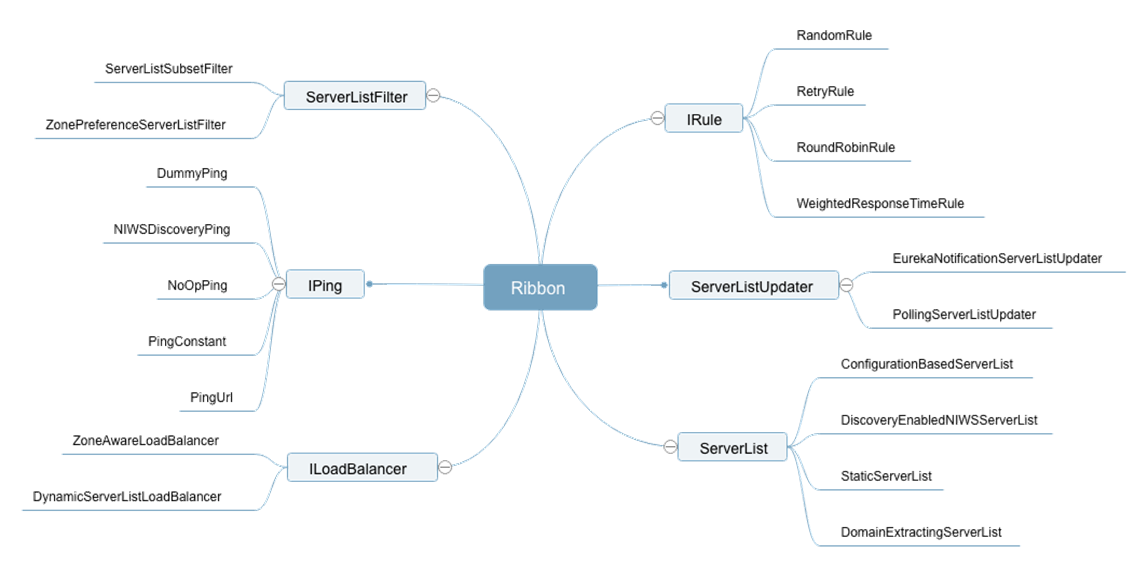 Ribbon
ServerListFilter
ServerListSubsetFilter
ZonePreferenceServerListFilter
IPing
DummyPing
NIWSDiscoveryPing
NoOpPing
PingConstant
PingUrl
ILoadBalancer
ZoneAwareLoadBalancer
DynamicServerListLoadBalancer
IRule
RandomRule
RetryRule
RoundRobinRule
WeightedResponseTimeRule
ServerListUpdater
EurekaNotificationServerListUpdater
PollingServerListUpdater
ServerList
ConfigurationBasedServerList
DiscoveryEnabledNIWSServerList
StaticServerList
DomainExtractingServerList